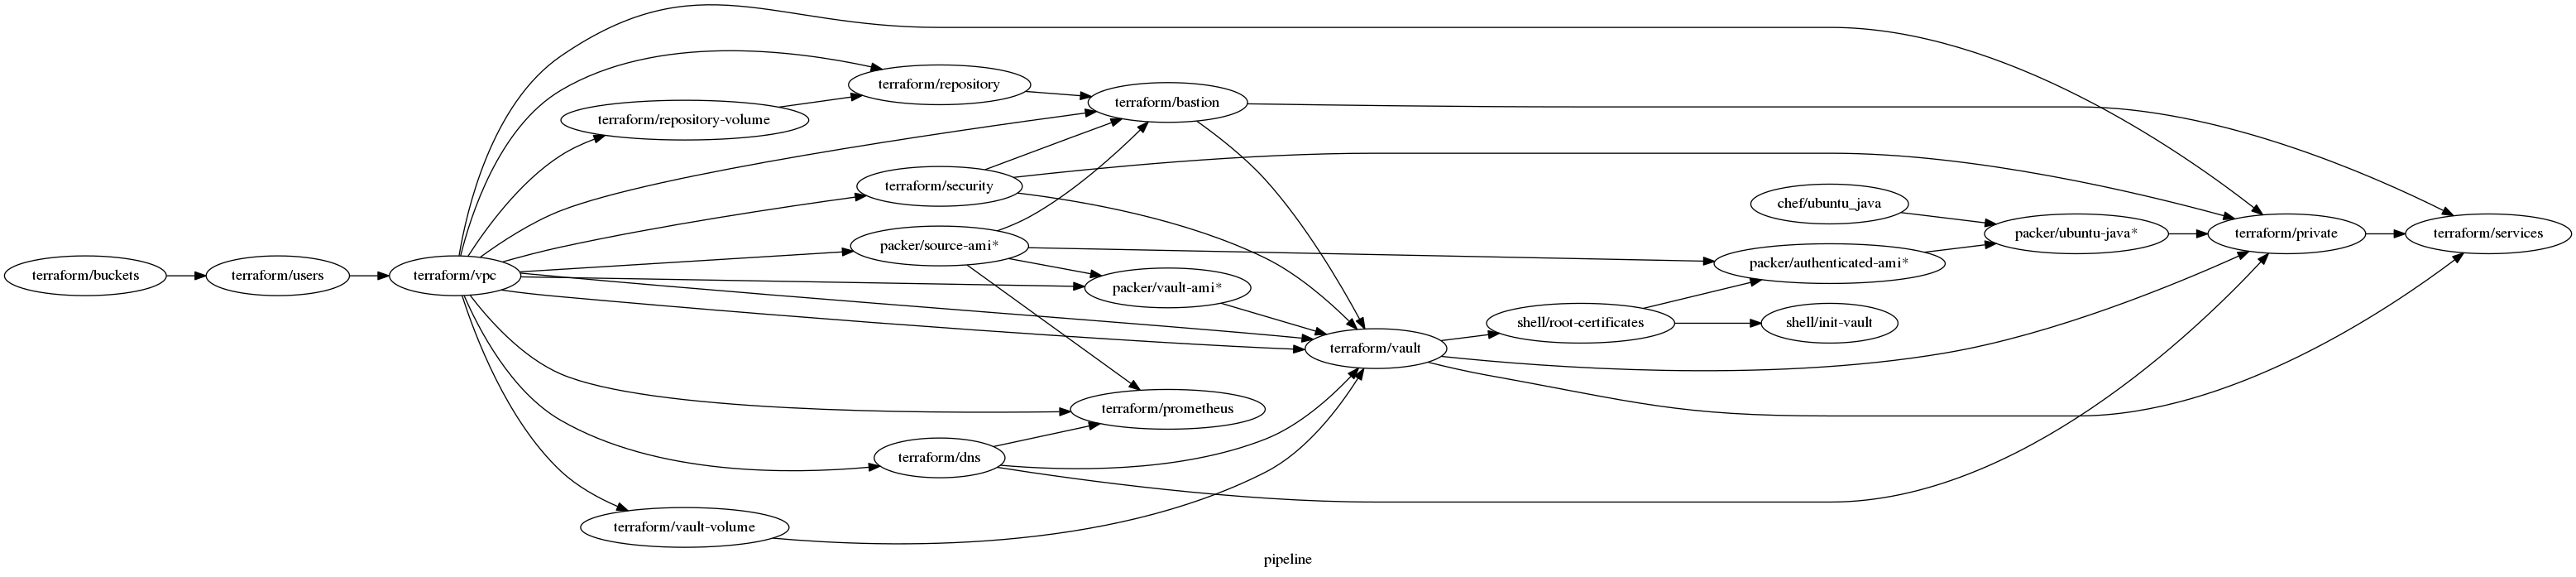 terraform/buckets
terraform/users
terraform/vpc
terraform/repository-volume
terraform/vault-volume
terraform/repository
terraform/security
packer/source-ami*
terraform/dns
terraform/bastion
packer/vault-ami*
terraform/prometheus
terraform/vault
shell/root-certificates
chef/ubuntu_java
packer/authenticated-ami*
shell/init-vault
packer/ubuntu-java*
terraform/private
terraform/services
pipeline